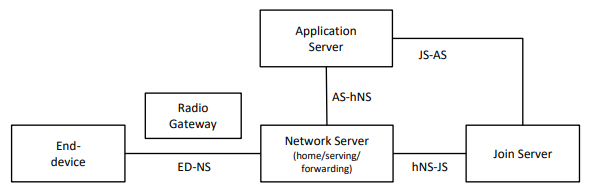 Application
Server
JS-AS
AS-hNS
Radio
Gateway
End-
device
ED-NS
Network Server
(home/serving/
forwarding)
hNS-JS
Join Server